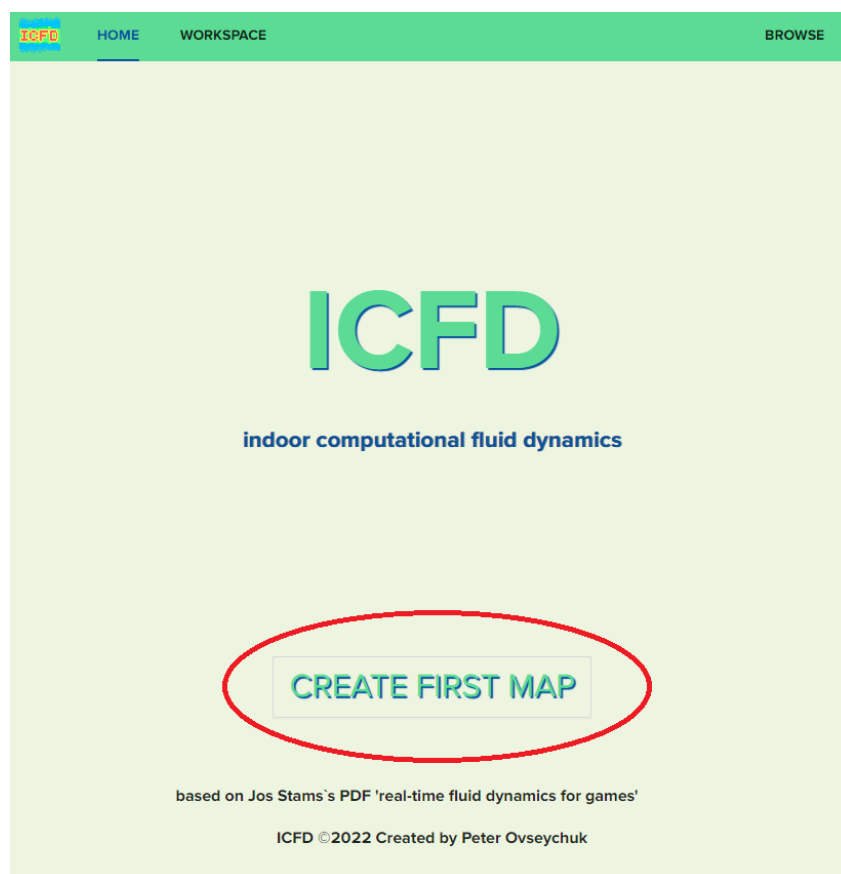 ICFD HOME WORKSPACE BROWSE
ICFD
indoor computational fluid dynamics
CREATE FIRST MAP
based on Jos Stams`s PDF 'real-time fluid dynamics for games'
ICFD ©2022 Created by Peter Ovseychuk